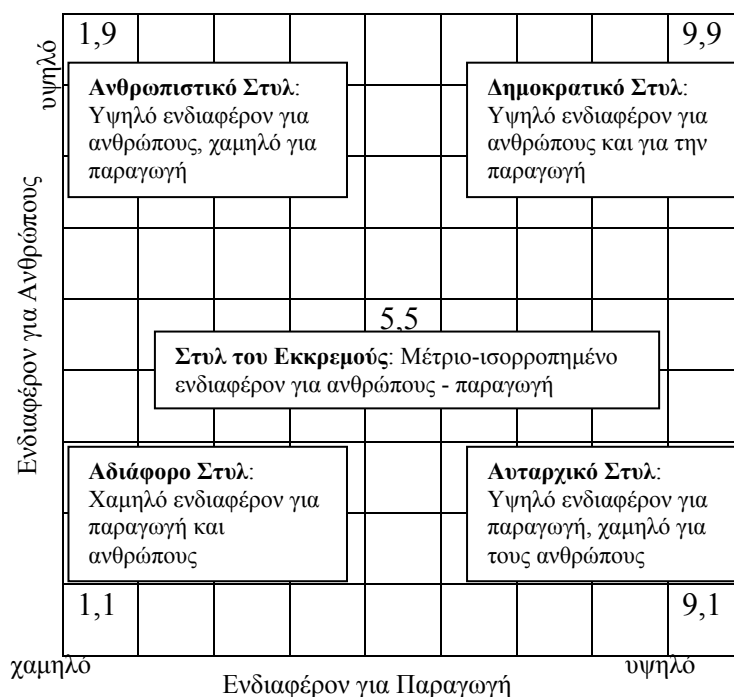 1,9
9,9
υψηλό
Ανθρωπιστικό Στυλ:
Υψηλό ενδιαφέρον για
ανθρώπους, χαμηλό για
παραγωγή
Δημοκρατικό Στυλ:
Υψηλό ενδιαφέρον για
ανθρώπους και για την
παραγωγή
Ενδιαφέρον για Ανθρώπους
5,5
Στυλ του Εκκρεμούς: Μέτριο-ισορροπημένο
ενδιαφέρον για ανθρώπους - παραγωγή
Αδιάφορο Στυλ:
Χαμηλό ενδιαφέρον για
παραγωγή και
ανθρώπους
Αυταρχικό Στυλ:
Υψηλό ενδιαφέρον για
παραγωγή, χαμηλό για
τους ανθρώπους
1,1
9,1
χαμηλό
υψηλό
Ενδιαφέρον για Παραγωγή